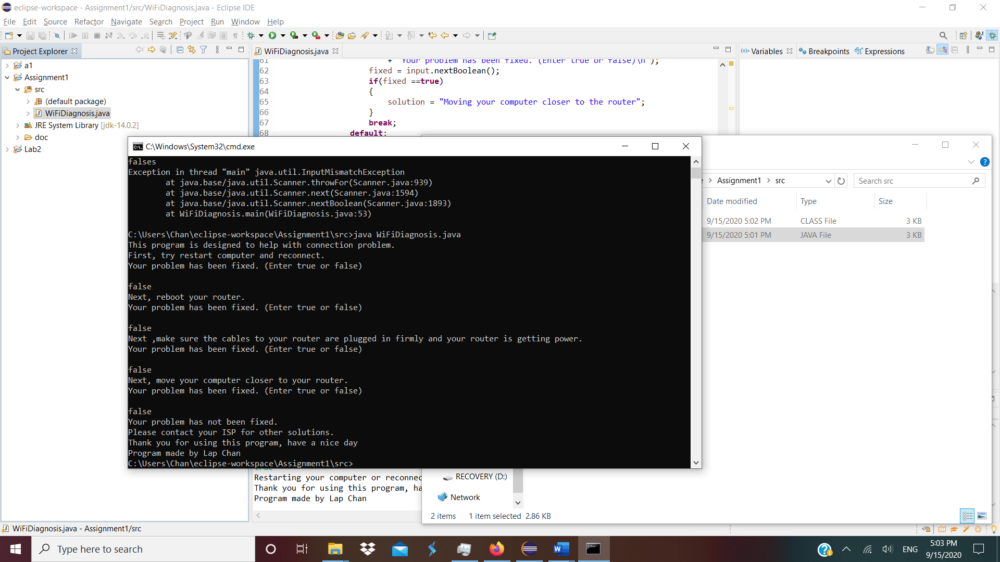 eclipse-workspace - Assignment1/src/WiFiDiagnosis.java - Eclipse IDE
File Edit Source Refactor Navigate Search Project Run Window Help
Project Explorer
a1
Assignment1
src
(default package)
WiFiDiagnosis.java
JRE System Library [jdk-14.0.2]
doc
Lab2
WiFiDiagnosis.java
61 + "Your problem has been fixed. (Enter true or false)\n");
62 fixed = input.nextBoolean();
63 if(fixed ==true)
64 {
65 solution = "Moving your computer closer to the router";
66 }
67 break;
68 default:
(x)= Variables Breakpoints Expressions
C:\Windows\System32\cmd.exe
falses
Exception in thread "main" java.util.InputMismatchException
at java.base/java.util.Scanner.throwFor(Scanner.java:939)
at java.base/java.util.Scanner.next(Scanner.java:1594)
at java.base/java.util.Scanner.nextBoolean(Scanner.java:1893)
at WiFiDiagnosis.main(WiFiDiagnosis.java:53)
C:\Users\Chan\eclipse-workspace\Assignment1\src>java WiFiDiagnosis.java
This program is designed to help with connection problem.
First, try restart computer and reconnect.
Your problem has been fixed. (Enter true or false)
false
Next, reboot your router.
Your problem has been fixed. (Enter true or false)
false
Next ,make sure the cables to your router are plugged in firmly and your router is getting power.
Your problem has been fixed. (Enter true or false)
false
Next, move your computer closer to your router.
Your problem has been fixed. (Enter true or false)
false
Your problem has not been fixed.
Please contact your ISP for other solutions.
Thank you for using this program, have a nice day
Program made by Lap Chan
C:\Users\Chan\eclipse-workspace\Assignment1\src>
Assignment1 > src
Search src
Date modified Type Size
9/15/2020 5:02 PM CLASS File 3 KB
9/15/2020 5:01 PM JAVA File 3 KB
true
Restarting your computer or reconnec
Thank you for using this program, ha
Program made by Lap Chan
RECOVERY (D:)
Network
2 items 1 item selected 2.86 KB
WiFiDiagnosis.java - Assignment1/src
Type here to search
ENG
5:03 PM
9/15/2020